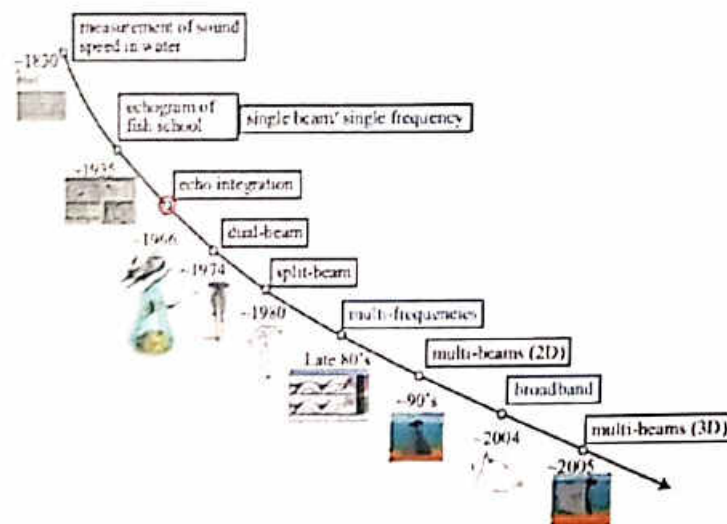 measurement of sound
speed in water
~1830
echogram of
fish school
single beam/ single frequency
~1935
echo integration
~1966
dual-beam
~1974
split-beam
~1980
multi-frequencies
Late 80's
multi-beams (2D)
~90's
broadband
~2004
multi-beams (3D)
~2005